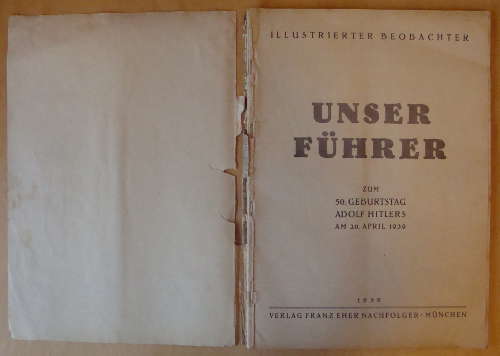 ILLUSTRIERTER BEOBACHTER
UNSER
FÜHRER
ZUM
50. GEBURTSTAG
ADOLF HITLERS
AM 20. APRIL 1939
1939
VERLAG FRANZ EHER NACHFOLGER · MÜNCHEN